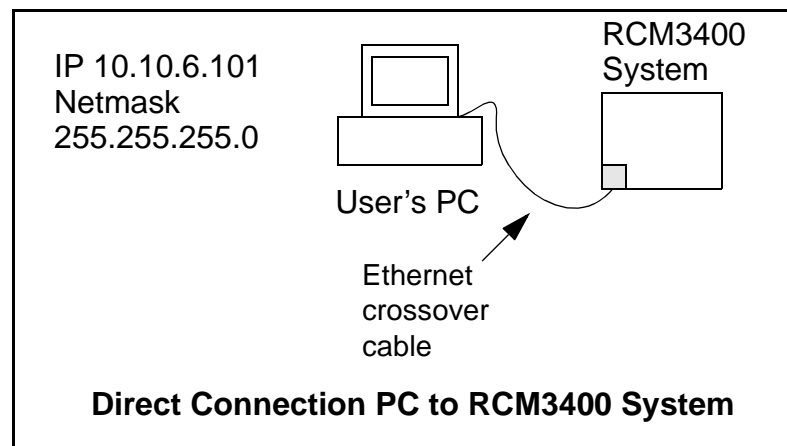 IP 10.10.6.101
Netmask
255.255.255.0
RCM3400
System
User’s PC
Ethernet
crossover
cable
Direct Connection PC to RCM3400 System